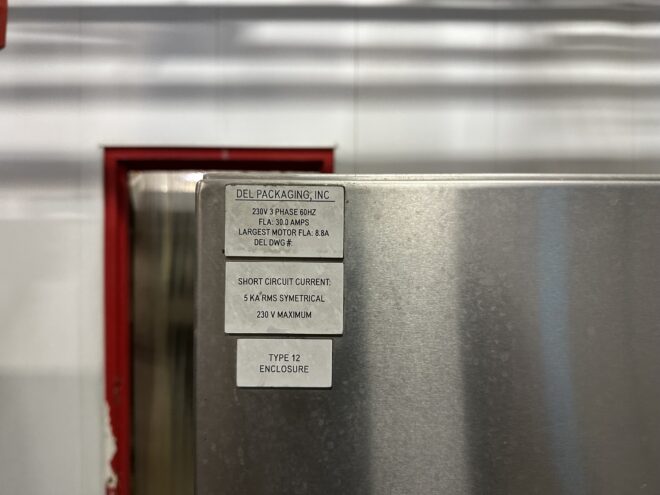 DEL PACKAGING, INC
230V 3 PHASE 60HZ
FLA: 30.0 AMPS
LARGEST MOTOR FLA: 8.8A
DEL DWG #:
SHORT CIRCUIT CURRENT:
5 KA RMS SYMETRICAL
230 V MAXIMUM
TYPE 12
ENCLOSURE